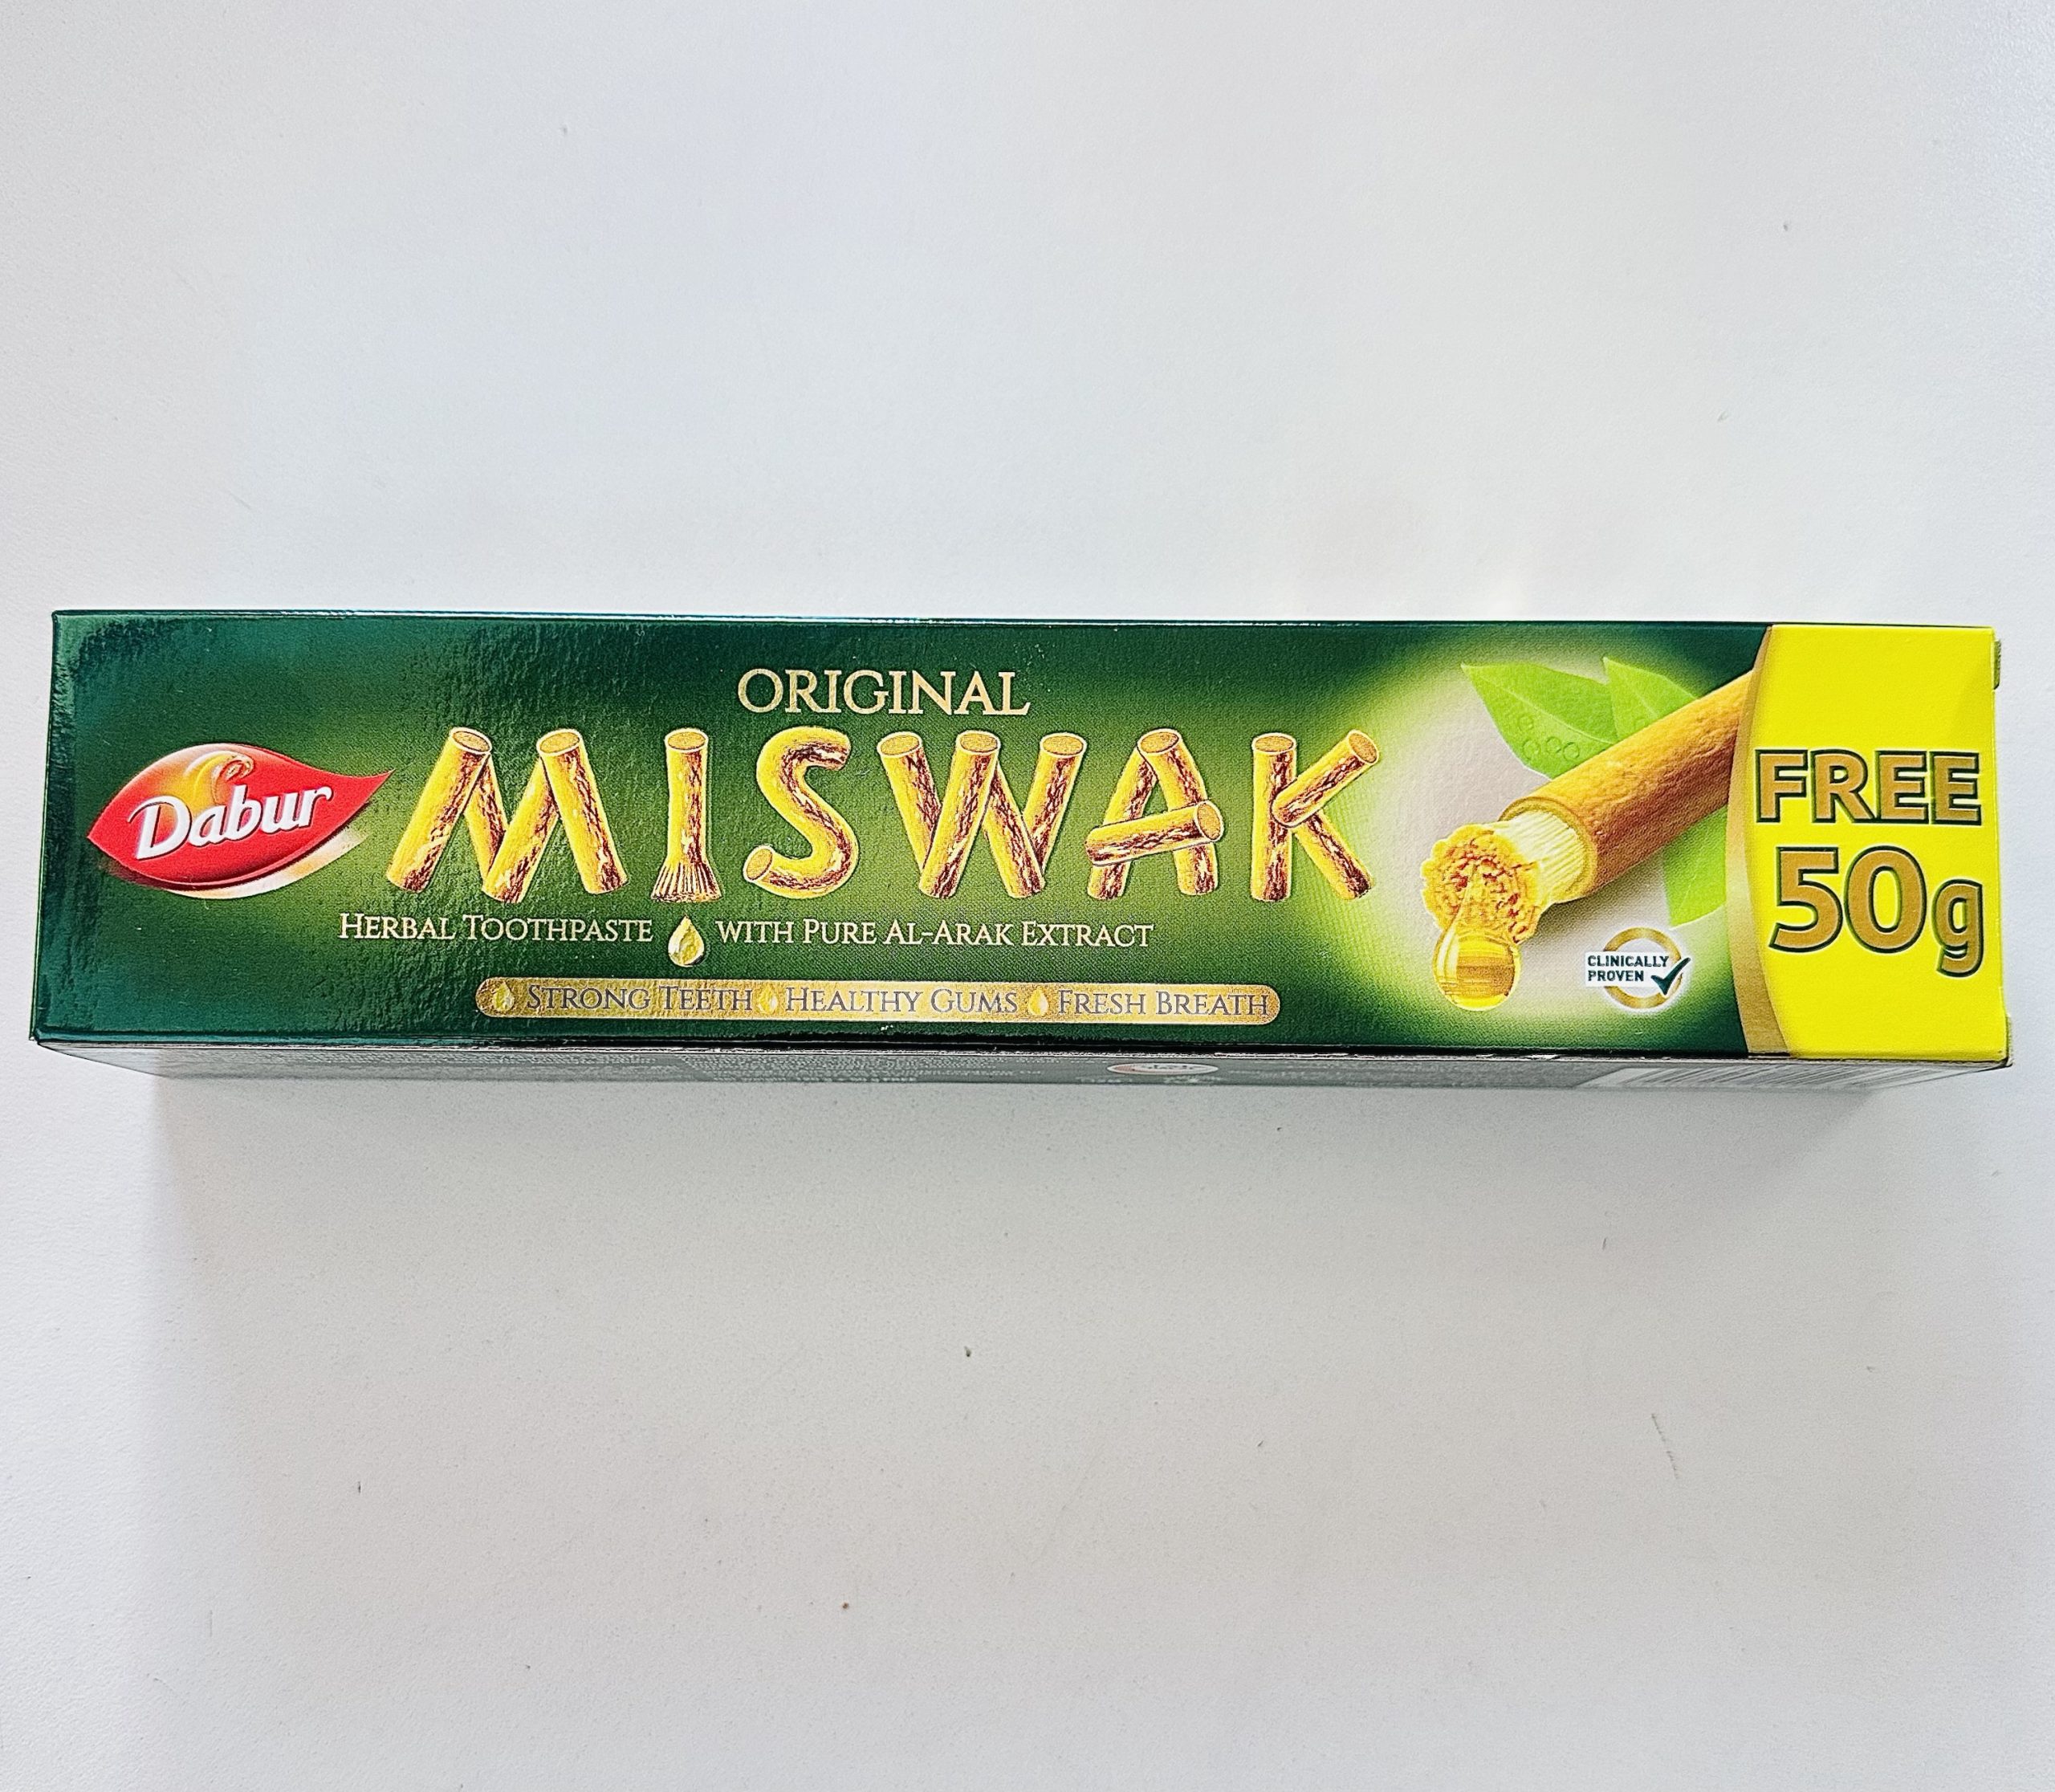 Dabur
ORIGINAL
MISWAK
HERBAL TOOTHPASTE WITH PURE AL-ARAK EXTRACT
STRONG TEETH HEALTHY GUMS FRESH BREATH
CLINICALLY
PROVEN
FREE
50g